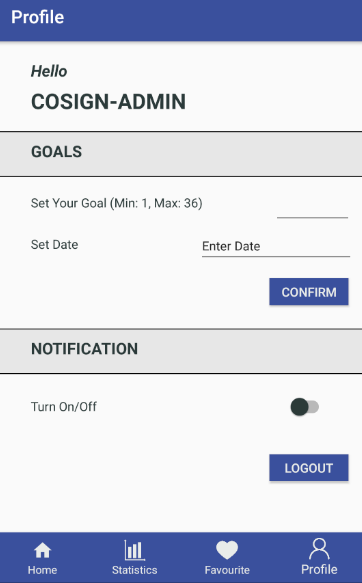 Profile
Hello
COSIGN-ADMIN
GOALS
Set Your Goal (Min: 1, Max: 36)
Set Date Enter Date
CONFIRM
NOTIFICATION
Turn On/Off
LOGOUT
Home Statistics Favourite Profile